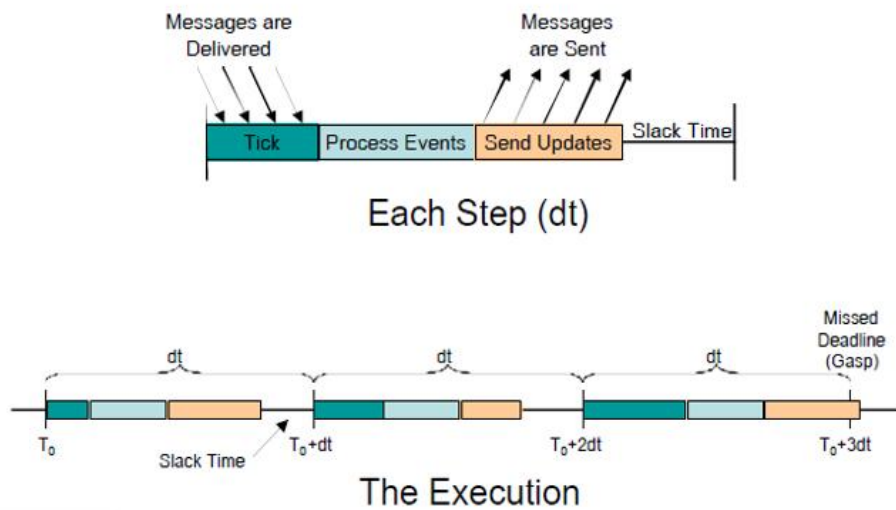 Messages are
Delivered
Messages
are Sent
Tick
Process Events
Send Updates
Slack Time
Each Step (dt)
Missed
Deadline
(Gasp)
dt
dt
dt
T₀
Slack Time
T₀+dt
T₀+2dt
T₀+3dt
The Execution